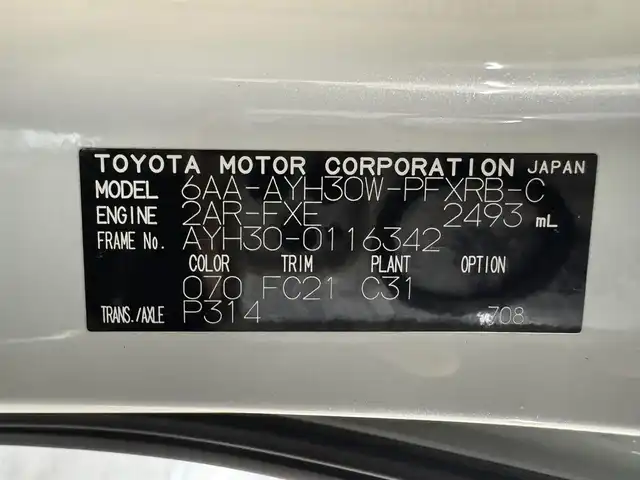 TOYOTA MOTOR CORPORATION JAPAN
MODEL 6AA-AYH30W-PFXRB-C
ENGINE 2AR-FXE 2493 mL
FRAME No. AYH30-0116342
COLOR TRIM PLANT OPTION
070 FC21 C31
TRANS./AXLE P314 708